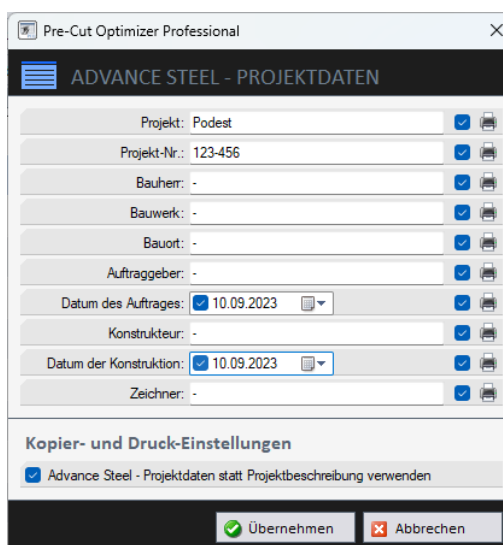 Pre-Cut Optimizer Professional
ADVANCE STEEL - PROJEKTDATEN
Projekt: Podest
Projekt-Nr.: 123-456
Bauherr: -
Bauwerk: -
Bauort: -
Auftraggeber: -
Datum des Auftrages: 10.09.2023
Konstrukteur: -
Datum der Konstruktion: 10.09.2023
Zeichner: -
Kopier- und Druck-Einstellungen
Advance Steel - Projektdaten statt Projektbeschreibung verwenden
Übernehmen Abbrechen